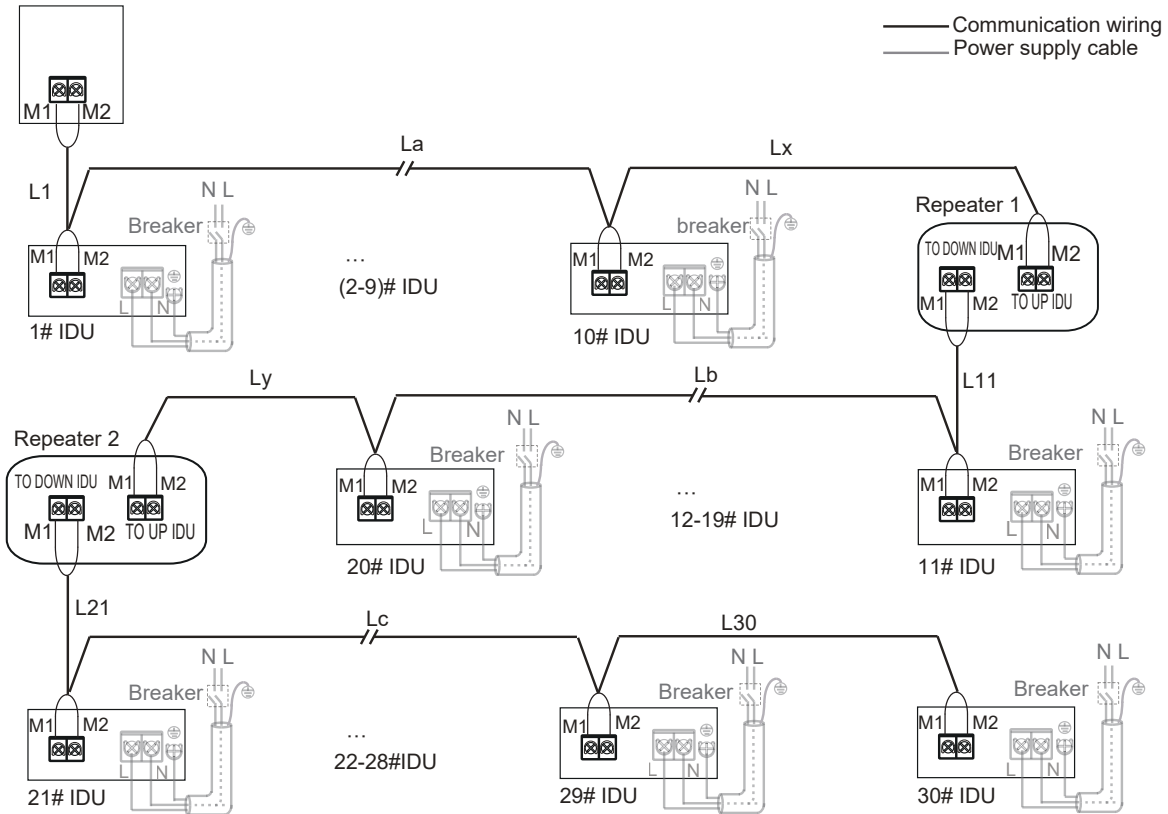 Communication wiring
Power supply cable
M1 M2
La
Lx
L1
N L
Breaker
M1 M2
L N
1# IDU
...
(2-9)# IDU
N L
breaker
M1 M2
L N
10# IDU
Repeater 1
TO DOWN IDU
M1 M2
M1 M2
TO UP IDU
L11
Ly
Lb
Repeater 2
TO DOWN IDU
M1 M2
M1 M2
TO UP IDU
N L
Breaker
M1 M2
L N
20# IDU
...
12-19# IDU
N L
Breaker
M1 M2
L N
11# IDU
L21
Lc
L30
N L
Breaker
M1 M2
L N
21# IDU
...
22-28#IDU
N L
Breaker
M1 M2
L N
29# IDU
N L
Breaker
M1 M2
L N
30# IDU